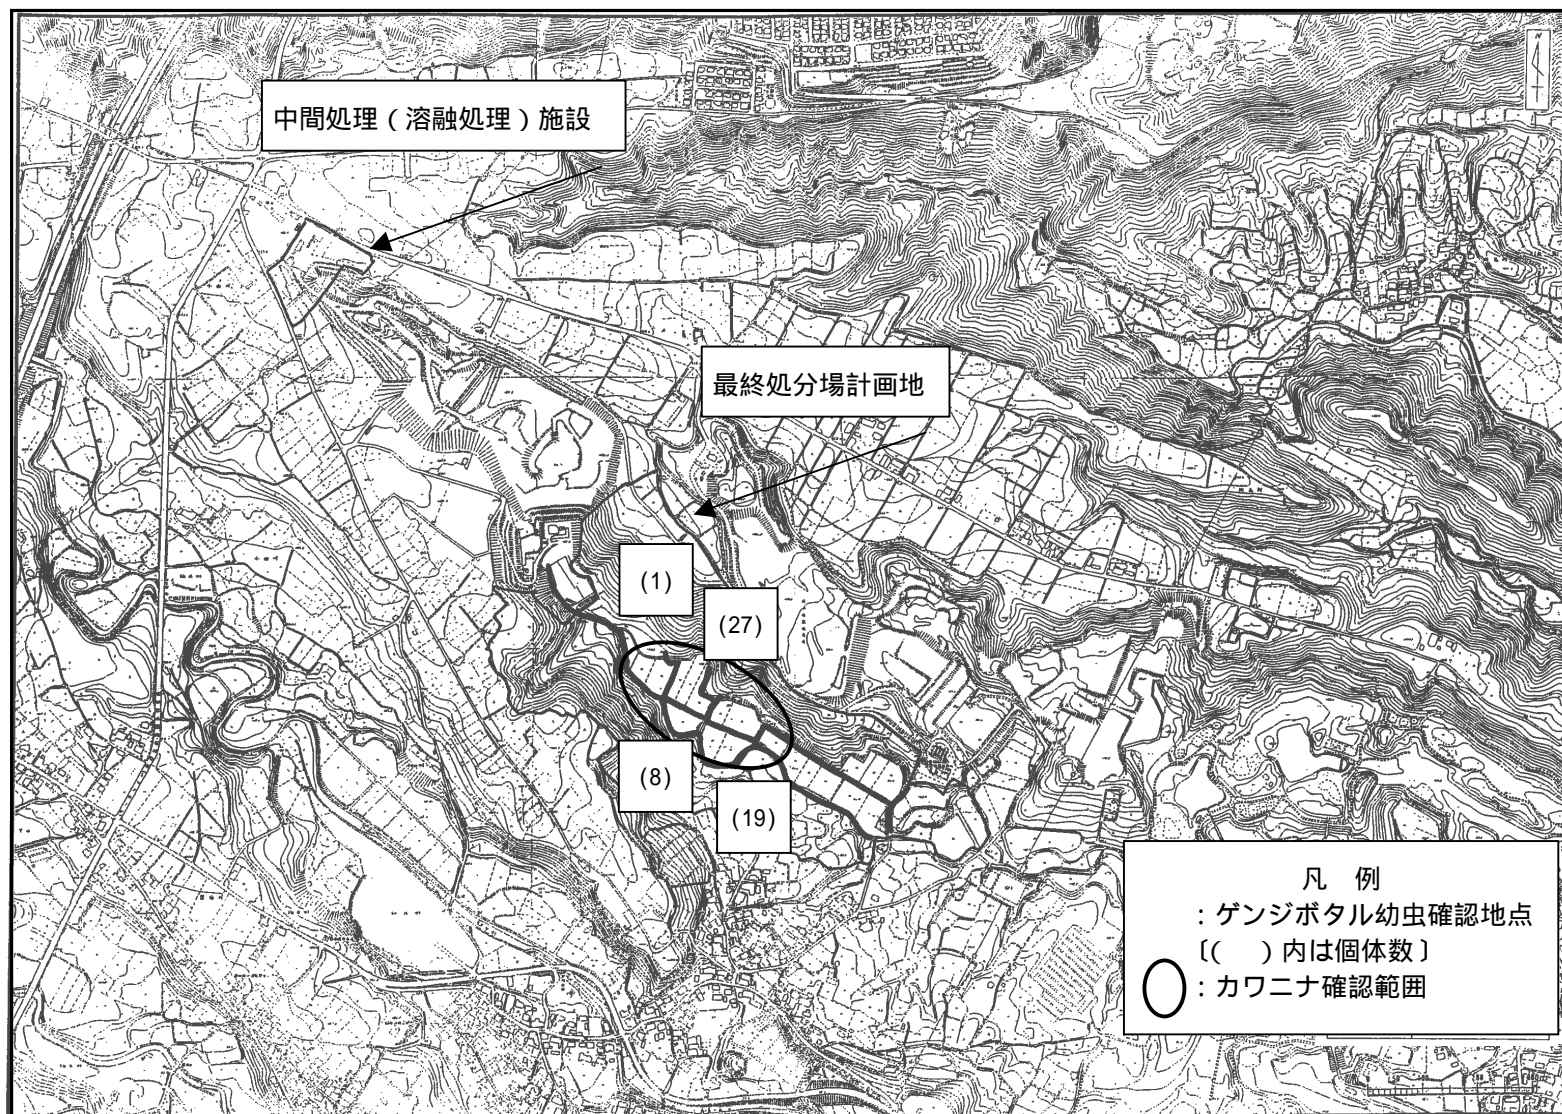 中間処理（溶融処理）施設
最終処分場計画地
(1)
(27)
(8)
(19)
凡　例
：ゲンジボタル幼虫確認地点
〔(　　) 内は個体数〕
：カワニナ確認範囲